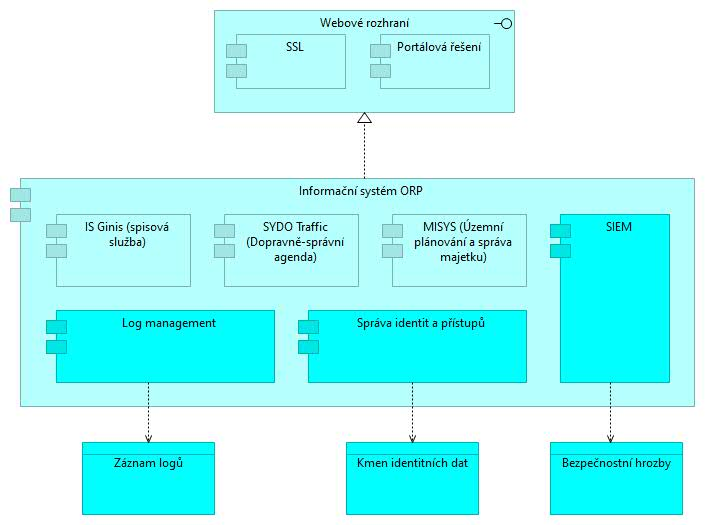 Webové rozhraní
SSL
Portálová řešení
Informační systém ORP
IS Ginis (spisová
služba)
SYDO Traffic
(Dopravně-správní
agenda)
MISYS (Územní
plánování a správa
majetku)
SIEM
Log management
Správa identit a přístupů
Záznam logů
Kmen identitních dat
Bezpečnostní hrozby